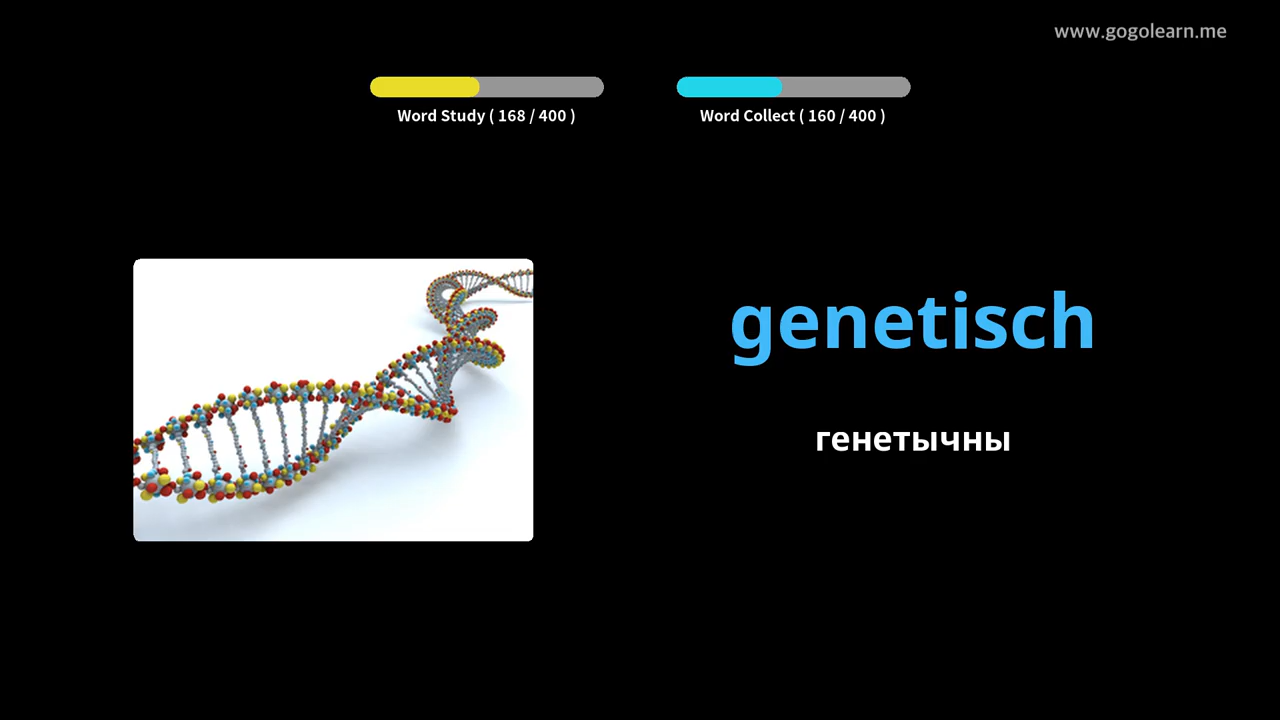 www.gogolearn.me
Word Study ( 168 / 400 )
Word Collect ( 160 / 400 )
genetisch
генетычны